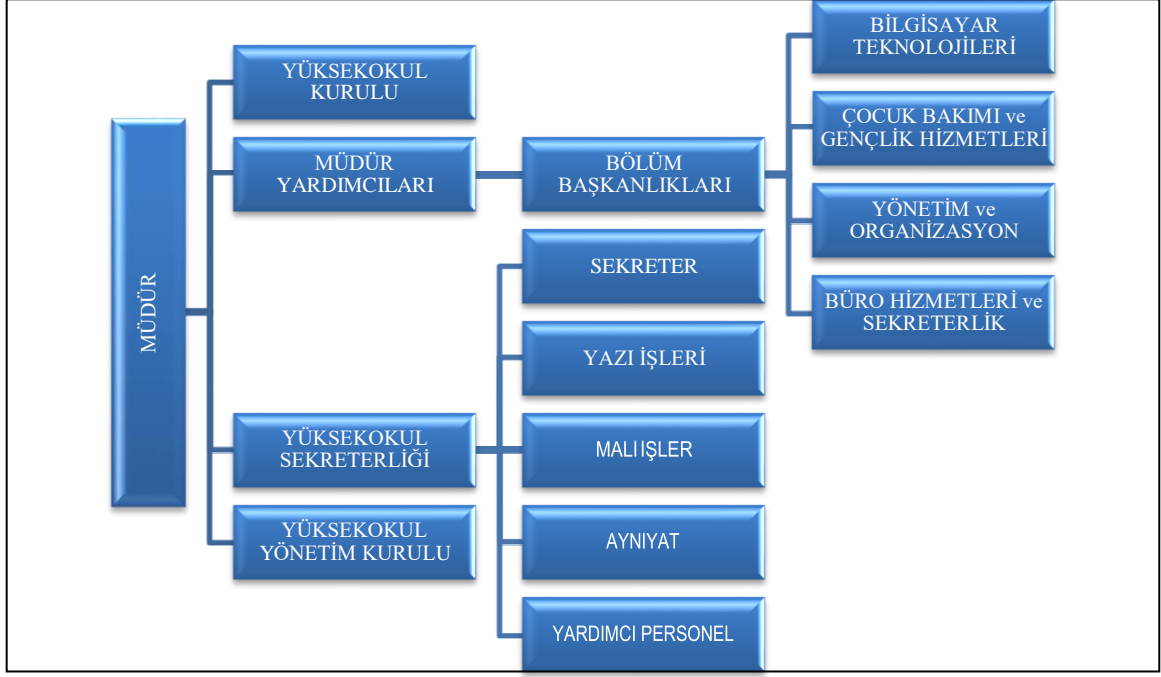 MÜDÜR
YÜKSEKOKUL
KURULU
MÜDÜR
YARDIMCILARI
BÖLÜM
BAŞKANLIKLARI
BİLGİSAYAR
TEKNOLOJİLERİ
ÇOCUK BAKIMI ve
GENÇLİK HİZMETLERİ
YÖNETİM ve
ORGANİZASYON
BÜRO HİZMETLERİ ve
SEKRETERLİK
YÜKSEKOKUL
SEKRETERLİĞİ
SEKRETER
YAZI İŞLERİ
MALI IŞLER
AYNIYAT
YARDIMCI PERSONEL
YÜKSEKOKUL
YÖNETİM KURULU